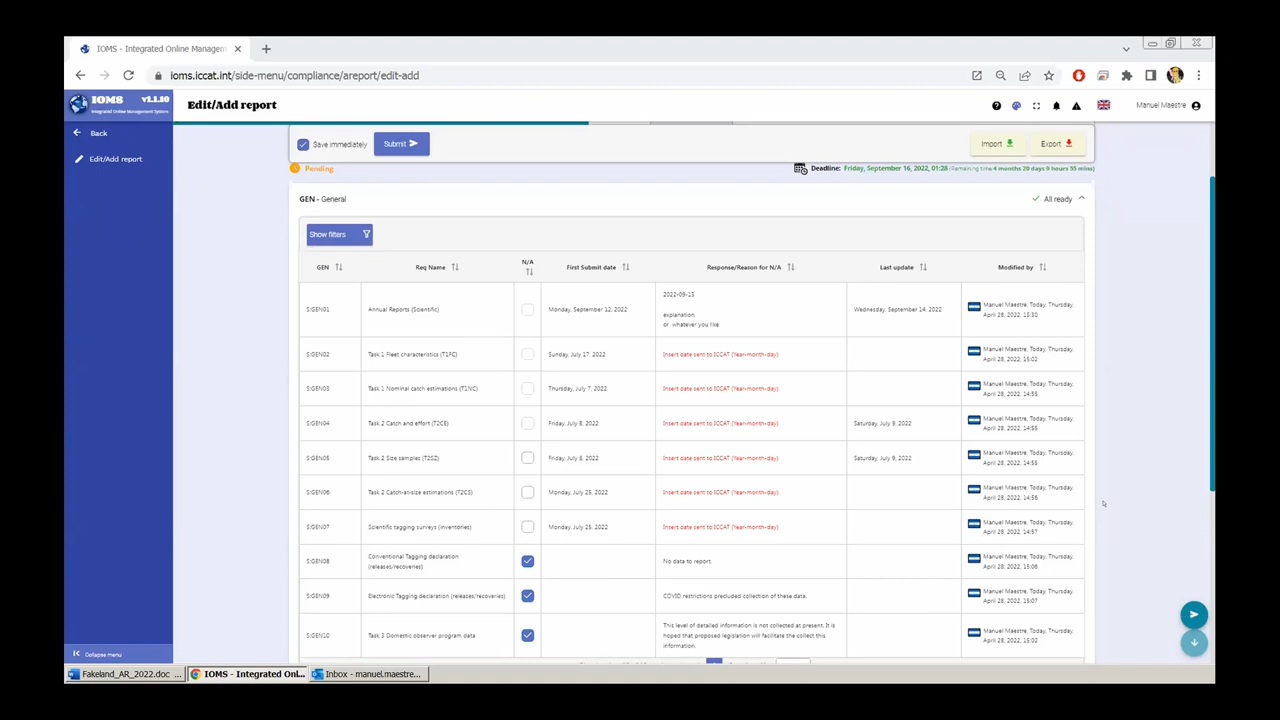 IOMS - Integrated Online Managem
ioms.iccat.int/side-menu/compliance/areport/edit-add
IOMS v1.1.10
Integrated Online Management System
Edit/Add report
Manuel Maestre
Back
Edit/Add report
Save immediately
Submit
Import
Export
Pending
Deadline: Friday, September 16, 2022, 01:28 (Remaining time 4 months 20 days 9 hours 55 mins)
GEN - General
All ready
Show filters
GEN Req Name N/A First Submit date Response/Reason for N/A Last update Modified by
S:GEN01 Annual Reports (Scientific) Monday, September 12, 2022 2022-09-15 Wednesday, September 14, 2022 Manuel Maestre, Today, Thursday,
explanation April 28, 2022, 15:30
or whatever you like
S:GEN02 Task 1 Fleet characteristics (T1FC) Sunday, July 17, 2022 Insert date sent to ICCAT (Year-month-day) Manuel Maestre, Today, Thursday,
April 28, 2022, 15:02
S:GEN03 Task 1 Nominal catch estimations (T1NC) Thursday, July 7, 2022 Insert date sent to ICCAT (Year-month-day) Manuel Maestre, Today, Thursday,
April 28, 2022, 14:55
S:GEN04 Task 2 Catch and effort (T2CE) Friday, July 8, 2022 Insert date sent to ICCAT (Year-month-day) Saturday, July 9, 2022 Manuel Maestre, Today, Thursday,
April 28, 2022, 14:55
S:GEN05 Task 2 Size samples (T2SZ) Friday, July 8, 2022 Insert date sent to ICCAT (Year-month-day) Saturday, July 9, 2022 Manuel Maestre, Today, Thursday,
April 28, 2022, 14:55
S:GEN06 Task 2 Catch-at-size estimations (T2CS) Monday, July 25, 2022 Insert date sent to ICCAT (Year-month-day) Manuel Maestre, Today, Thursday,
April 28, 2022, 14:56
S:GEN07 Scientific tagging surveys (inventories) Monday, July 25, 2022 Insert date sent to ICCAT (Year-month-day) Manuel Maestre, Today, Thursday,
April 28, 2022, 14:57
S:GEN08 Conventional Tagging declaration No data to report Manuel Maestre, Today, Thursday,
(releases/recoveries) April 28, 2022, 15:06
S:GEN09 Electronic Tagging declaration (releases/recoveries) COVID restrictions precluded collection of these data. Manuel Maestre, Today, Thursday,
April 28, 2022, 15:07
S:GEN10 Task 3 Domestic observer program data This level of detailed information is not collected at present. It is Manuel Maestre, Today, Thursday,
hoped that proposed legislation will facilitate the collect this April 28, 2022, 15:02
information.
Collapse menu
Fakeland_AR_2022.doc ...
IOMS - Integrated Onl...
Inbox - manuel.maestre...